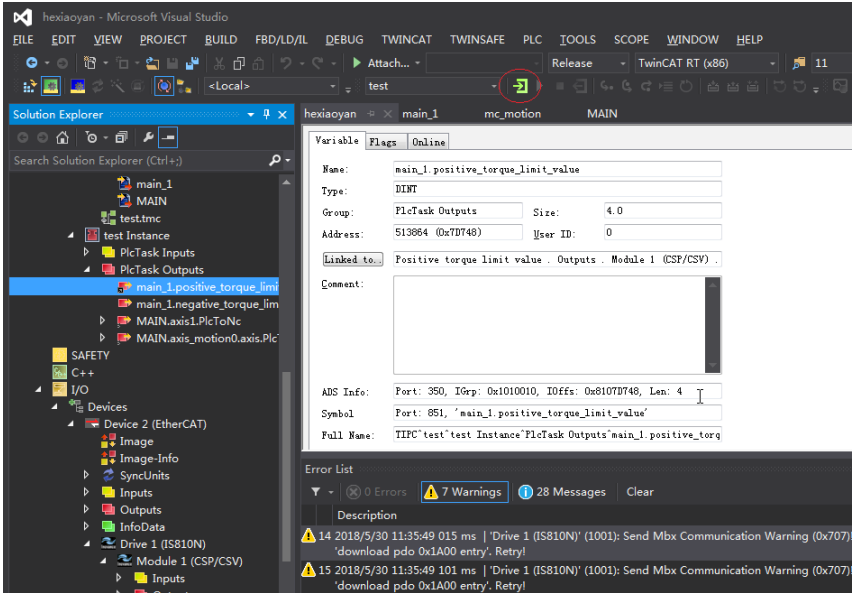 hexiaoyan - Microsoft Visual Studio
FILE EDIT VIEW PROJECT BUILD FBD/LD/IL DEBUG TWINCAT TWINSAFE PLC TOOLS SCOPE WINDOW HELP
Attach... Release TwinCAT RT (x86) 11
<Local> test
Solution Explorer
Search Solution Explorer (Ctrl+;)
main_1
MAIN
test.tmc
test Instance
PlcTask Inputs
PlcTask Outputs
main_1.positive_torque_limi
main_1.negative_torque_lim
MAIN.axis1.PlcToNc
MAIN.axis_motion0.axis.Plc
SAFETY
C++
I/O
Devices
Device 2 (EtherCAT)
Image
Image-Info
SyncUnits
Inputs
Outputs
InfoData
Drive 1 (IS810N)
Module 1 (CSP/CSV)
Inputs
hexiaoyan main_1 mc_motion MAIN
Variable Flags Online
Name: main_1.positive_torque_limit_value
Type: DINT
Group: PlcTask Outputs Size: 4.0
Address: 513864 (0x7D748) User ID: 0
Linked to.. Positive torque limit value . Outputs . Module 1 (CSP/CSV) .
Comment:
ADS Info: Port: 350, IGrp: 0x1010010, IOffs: 0x8107D748, Len: 4
Symbol Port: 851, 'main_1.positive_torque_limit_value'
Full Name: TIPC^test^test Instance^PlcTask Outputs^main_1.positive_torq
Error List
0 Errors 7 Warnings 28 Messages Clear
Description
14 2018/5/30 11:35:49 015 ms | 'Drive 1 (IS810N)' (1001): Send Mbx Communication Warning (0x707)!
'download pdo 0x1A00 entry'. Retry!
15 2018/5/30 11:35:49 101 ms | 'Drive 1 (IS810N)' (1001): Send Mbx Communication Warning (0x707)!
'download pdo 0x1A00 entry'. Retry!